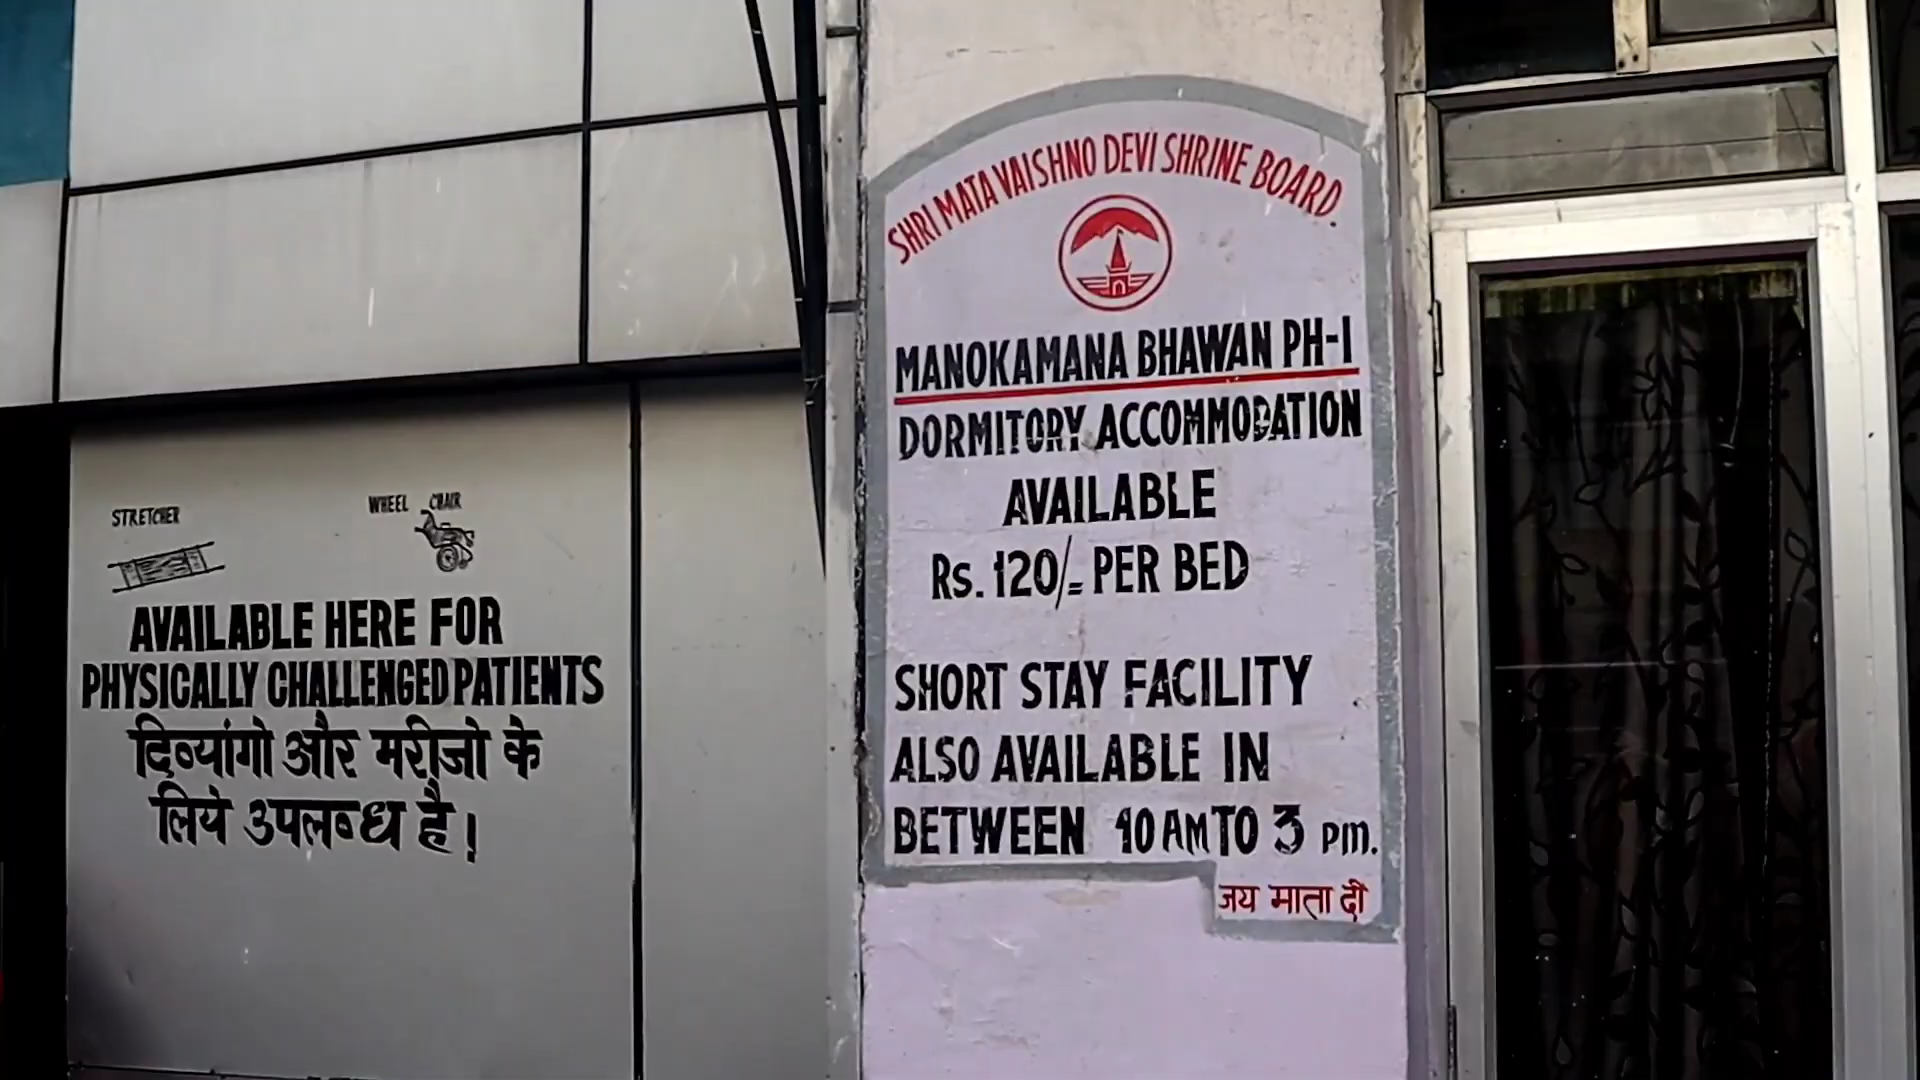 STRETCHER
WHEEL CHAIR
AVAILABLE HERE FOR
PHYSICALLY CHALLENGED PATIENTS
दिव्यांगो और मरीजो के
लिये उपलब्ध है।
SHRI MATA VAISHNO DEVI SHRINE BOARD.
MANOKAMANA BHAWAN PH-I
DORMITORY ACCOMMODATION
AVAILABLE
Rs. 120/= PER BED
SHORT STAY FACILITY
ALSO AVAILABLE IN
BETWEEN 10 AM TO 3 pm.
जय माता दी